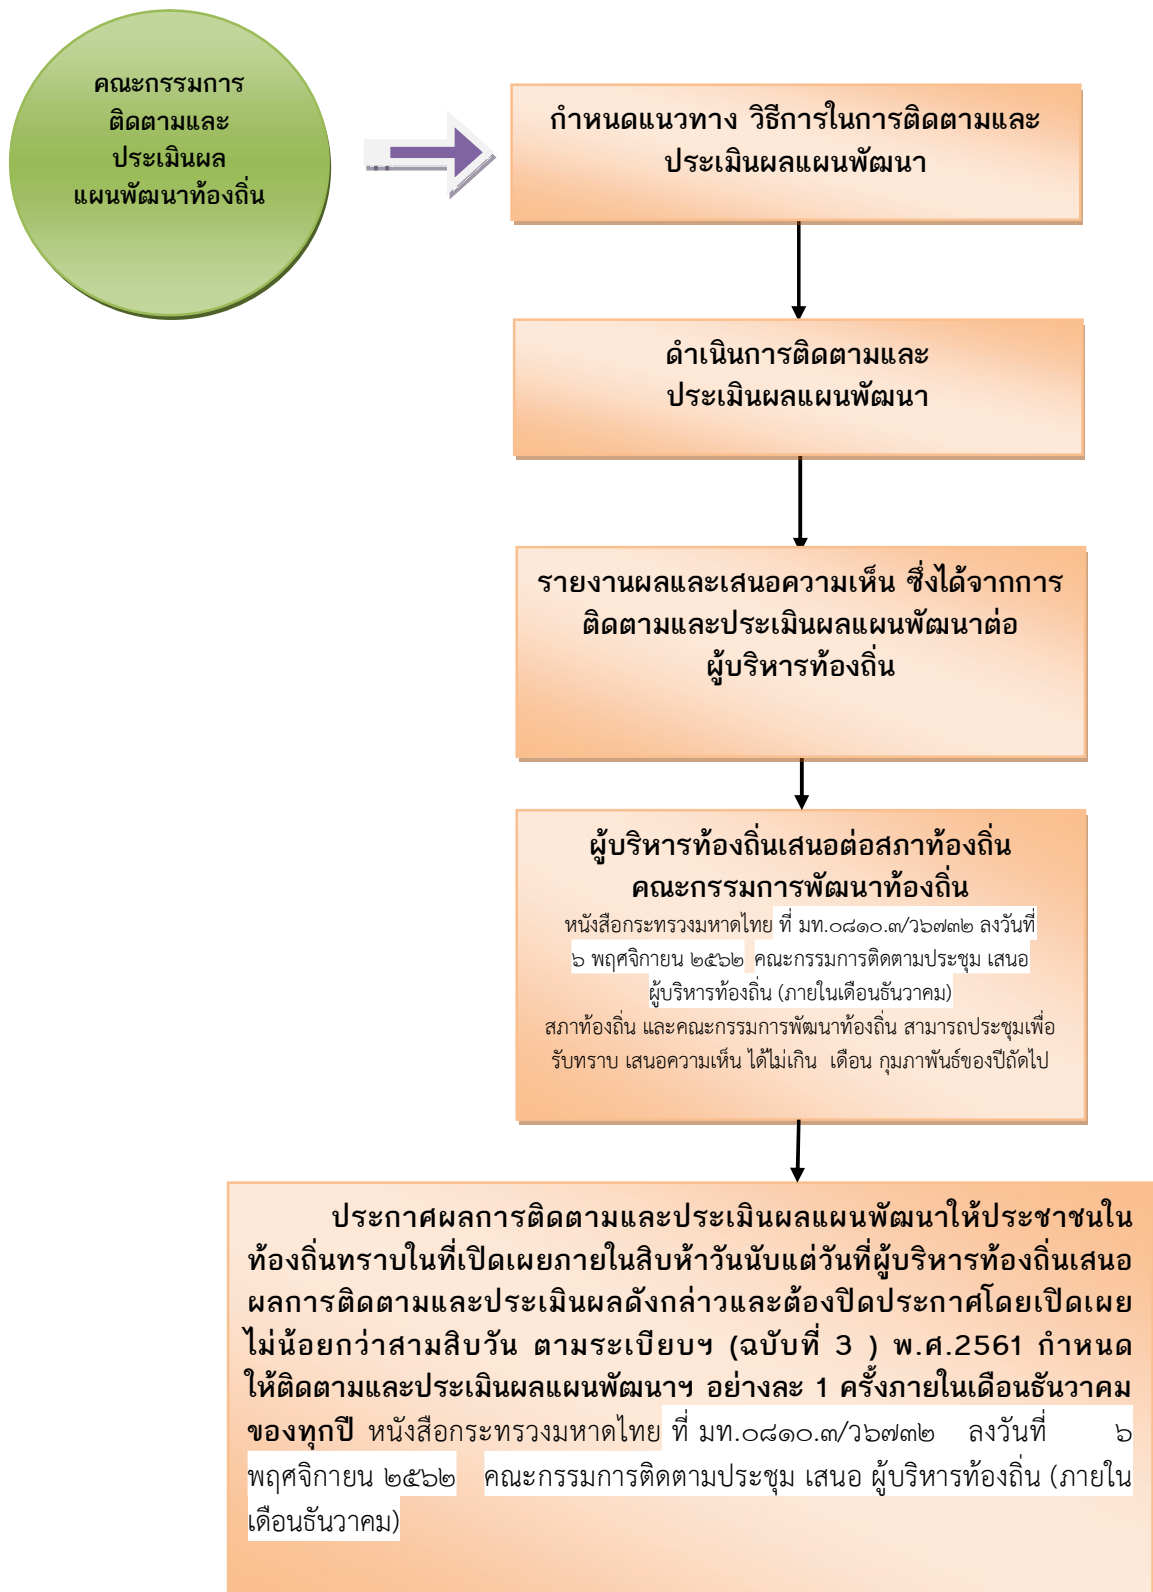 คณะกรรมการ
ติดตามและ
ประเมินผล
แผนพัฒนาท้องถิ่น
กำหนดแนวทาง วิธีการในการติดตามและ
ประเมินผลแผนพัฒนา
ดำเนินการติดตามและ
ประเมินผลแผนพัฒนา
รายงานผลและเสนอความเห็น ซึ่งได้จากการ
ติดตามและประเมินผลแผนพัฒนาต่อ
ผู้บริหารท้องถิ่น
ผู้บริหารท้องถิ่นเสนอต่อสภาท้องถิ่น
คณะกรรมการพัฒนาท้องถิ่น
หนังสือกระทรวงมหาดไทย ที่ มท.๐๘๑๐.๓/ว๖๗๓๒ ลงวันที่
๖ พฤศจิกายน ๒๕๖๒ คณะกรรมการติดตามประชุม เสนอ
ผู้บริหารท้องถิ่น (ภายในเดือนธันวาคม)
สภาท้องถิ่น และคณะกรรมการพัฒนาท้องถิ่น สามารถประชุมเพื่อ
รับทราบ เสนอความเห็น ได้ไม่เกิน เดือน กุมภาพันธ์ของปีถัดไป
ประกาศผลการติดตามและประเมินผลแผนพัฒนาให้ประชาชนใน
ท้องถิ่นทราบในที่เปิดเผยภายในสิบห้าวันนับแต่วันที่ผู้บริหารท้องถิ่นเสนอ
ผลการติดตามและประเมินผลดังกล่าวและต้องปิดประกาศโดยเปิดเผย
ไม่น้อยกว่าสามสิบวัน ตามระเบียบฯ (ฉบับที่ 3 ) พ.ศ.2561 กำหนด
ให้ติดตามและประเมินผลแผนพัฒนาฯ อย่างละ 1 ครั้งภายในเดือนธันวาคม
ของทุกปี หนังสือกระทรวงมหาดไทย ที่ มท.๐๘๑๐.๓/ว๖๗๓๒ ลงวันที่ ๖
พฤศจิกายน ๒๕๖๒ คณะกรรมการติดตามประชุม เสนอ ผู้บริหารท้องถิ่น (ภายใน
เดือนธันวาคม)